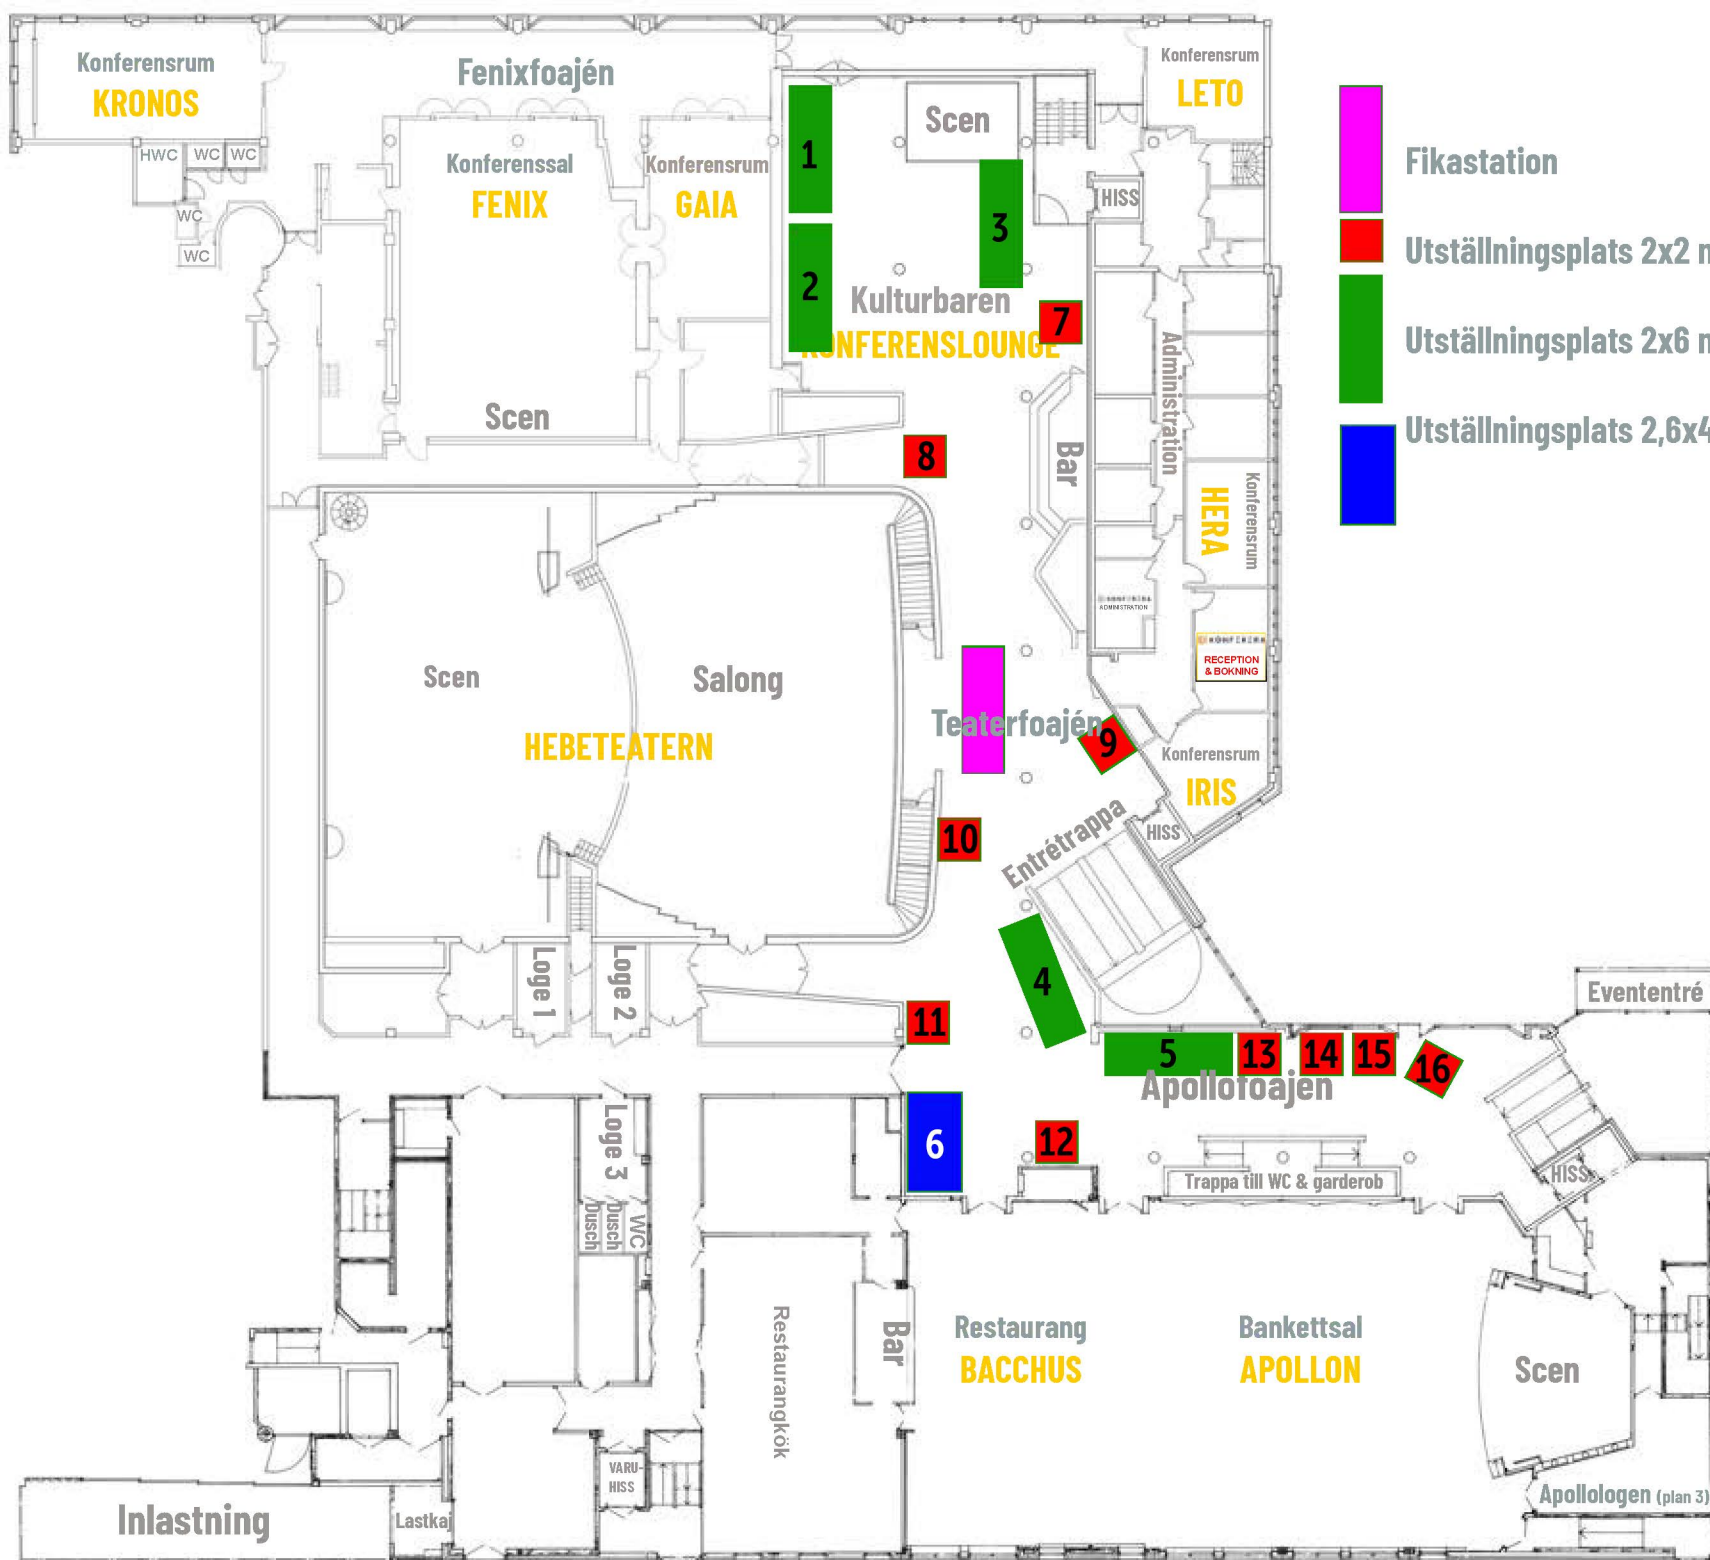 Konferensrum
KRONOS
Fenixfoajén
Konferensrum
LETO
HWC
WC
WC
WC
WC
Konferenssal
FENIX
Scen
Konferensrum
GAIA
Scen
HISS
1
2
3
Kulturbaren
KONFERENSLOUNGE
7
8
Bar
Administration
HERA
Konferensrum
ADMINISTRATION
RECEPTION
& BOKNING
Fikastation
Utställningsplats 2x2 m
Utställningsplats 2x6 m
Utställningsplats 2,6x4
Scen
Salong
HEBETEATERN
Teaterfoajén
9
Konferensrum
IRIS
HISS
Entrétrappa
10
4
Loge 1
Loge 2
11
5
13
14
15
16
Apollofoajén
Evententré
6
12
Trappa till WC & garderob
HISS
Loge 3
Dusch
Dusch
WC
Restaurangkök
Bar
Restaurang
BACCHUS
Bankettsal
APOLLON
Scen
VARU-
HISS
Inlastning
Lastkaj
Apollologen (plan 3)